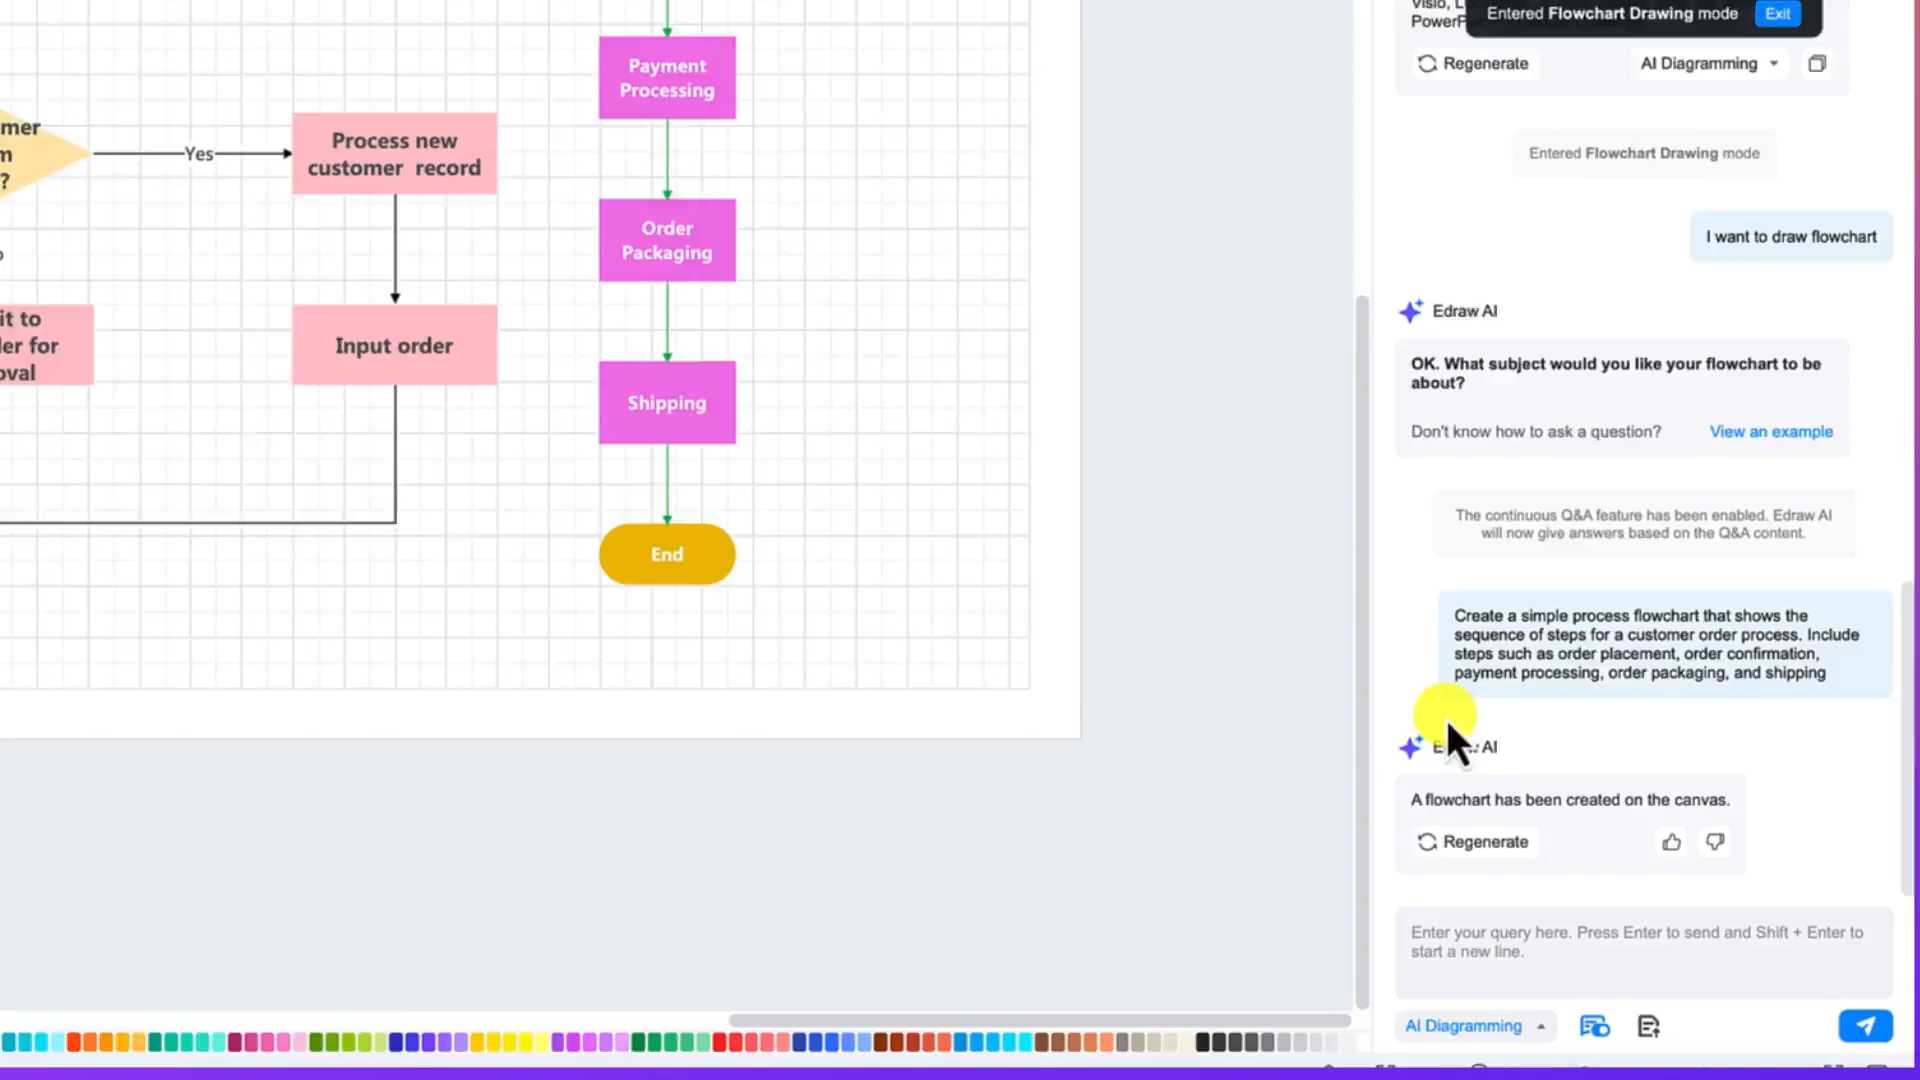 mer
m
?
Yes
Process new
customer record
it to
ler for
oval
Input order
Payment
Processing
Order
Packaging
Shipping
End
Visio, L
PowerP
Entered Flowchart Drawing mode
Exit
Regenerate
AI Diagramming
Entered Flowchart Drawing mode
I want to draw flowchart
Edraw AI
OK. What subject would you like your flowchart to be
about?
Don't know how to ask a question?
View an example
The continuous Q&A feature has been enabled. Edraw AI
will now give answers based on the Q&A content.
Create a simple process flowchart that shows the
sequence of steps for a customer order process. Include
steps such as order placement, order confirmation,
payment processing, order packaging, and shipping
AI
A flowchart has been created on the canvas.
Regenerate
Enter your query here. Press Enter to send and Shift + Enter to
start a new line.
AI Diagramming